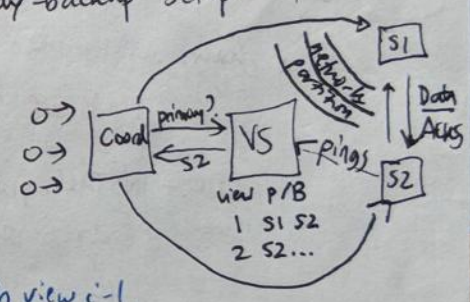 backup
S1
network
partition
Coord
primary?
S2
VS
Data
Acks
pings
S2
view P/B
1 S1 S2
2 S2...
view i-1